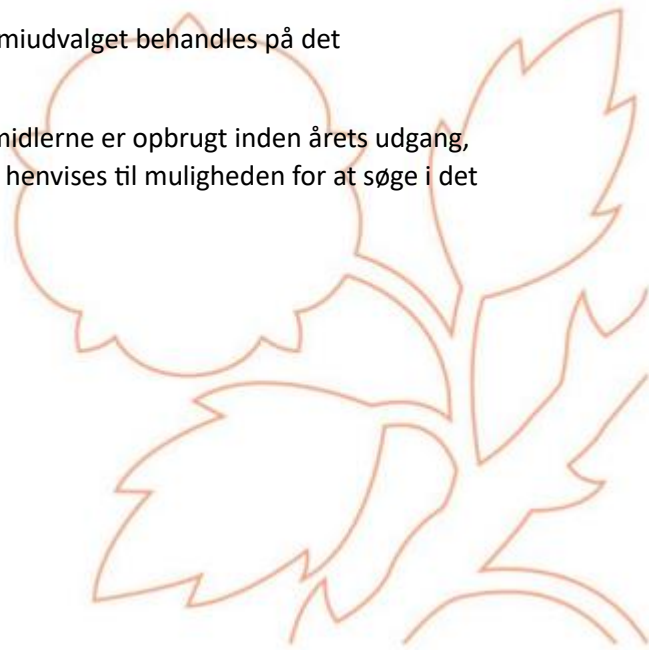 miudvalget behandles på det
midlerne er opbrugt inden årets udgang,
henvises til muligheden for at søge i det